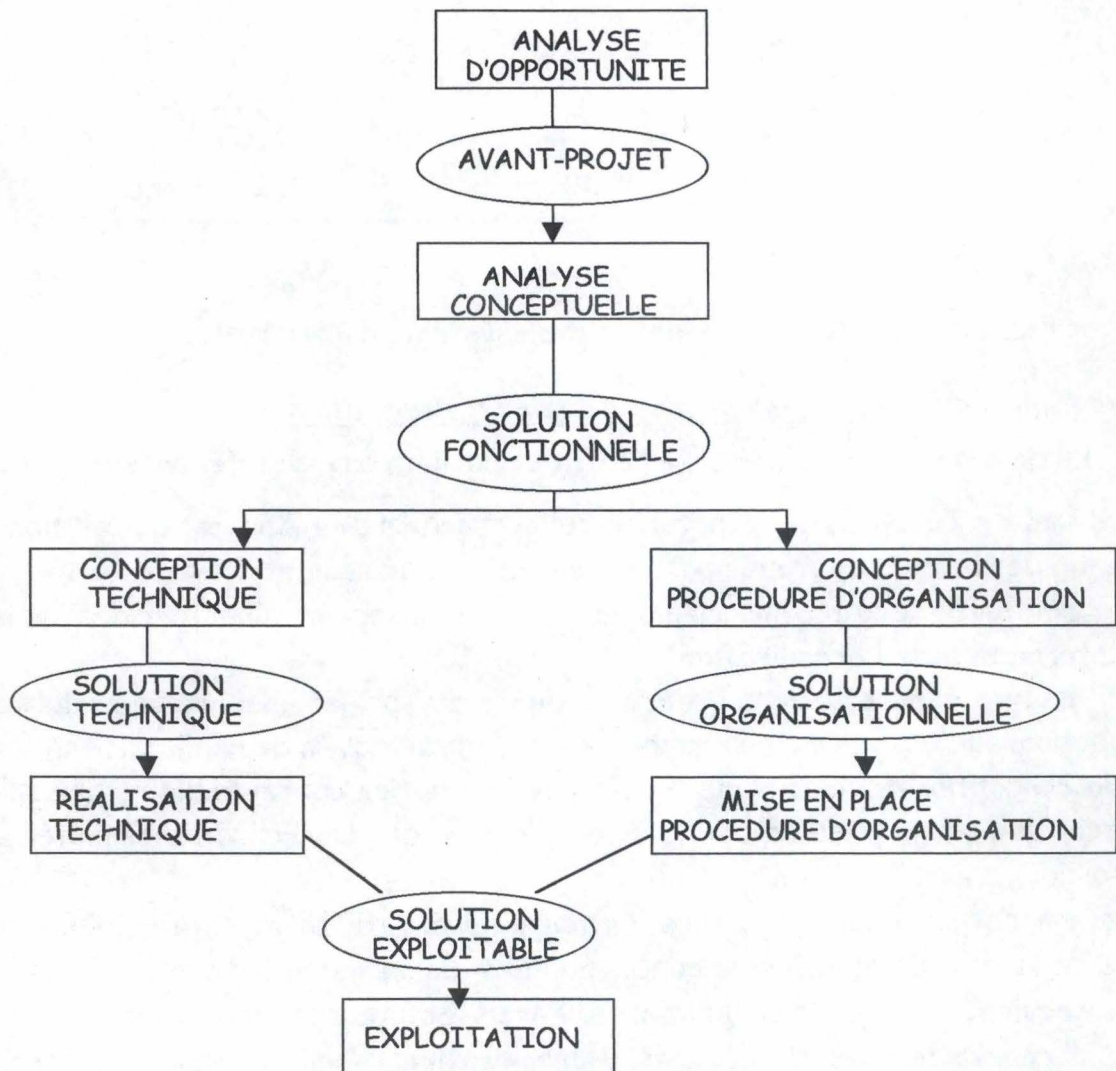 ANALYSE
D'OPPORTUNITE
AVANT-PROJET
ANALYSE
CONCEPTUELLE
SOLUTION
FONCTIONNELLE
CONCEPTION
TECHNIQUE
CONCEPTION
PROCEDURE D'ORGANISATION
SOLUTION
TECHNIQUE
SOLUTION
ORGANISATIONNELLE
REALISATION
TECHNIQUE
MISE EN PLACE
PROCEDURE D'ORGANISATION
SOLUTION
EXPLOITABLE
EXPLOITATION